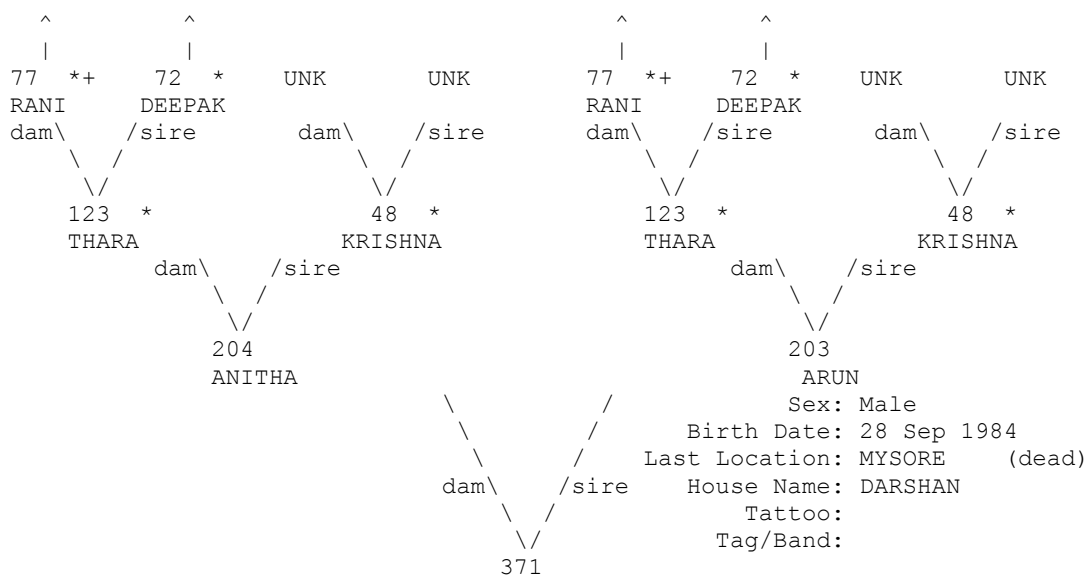 ^ ^ ^ ^
| | | |
77 *+ 72 * UNK UNK 77 *+ 72 * UNK UNK
RANI DEEPAK RANI DEEPAK
dam\ /sire dam\ /sire dam\ /sire dam\ /sire
\ / \ / \ / \ /
\/ \/ \/ \/
123 * 48 * 123 * 48 *
THARA KRISHNA THARA KRISHNA
dam\ /sire dam\ /sire
\ / \ /
\/ \/
204 203
ANITHA ARUN
\ / Sex: Male
\ / Birth Date: 28 Sep 1984
\ / Last Location: MYSORE (dead)
dam\ /sire House Name: DARSHAN
\ / Tattoo:
\/ Tag/Band:
371